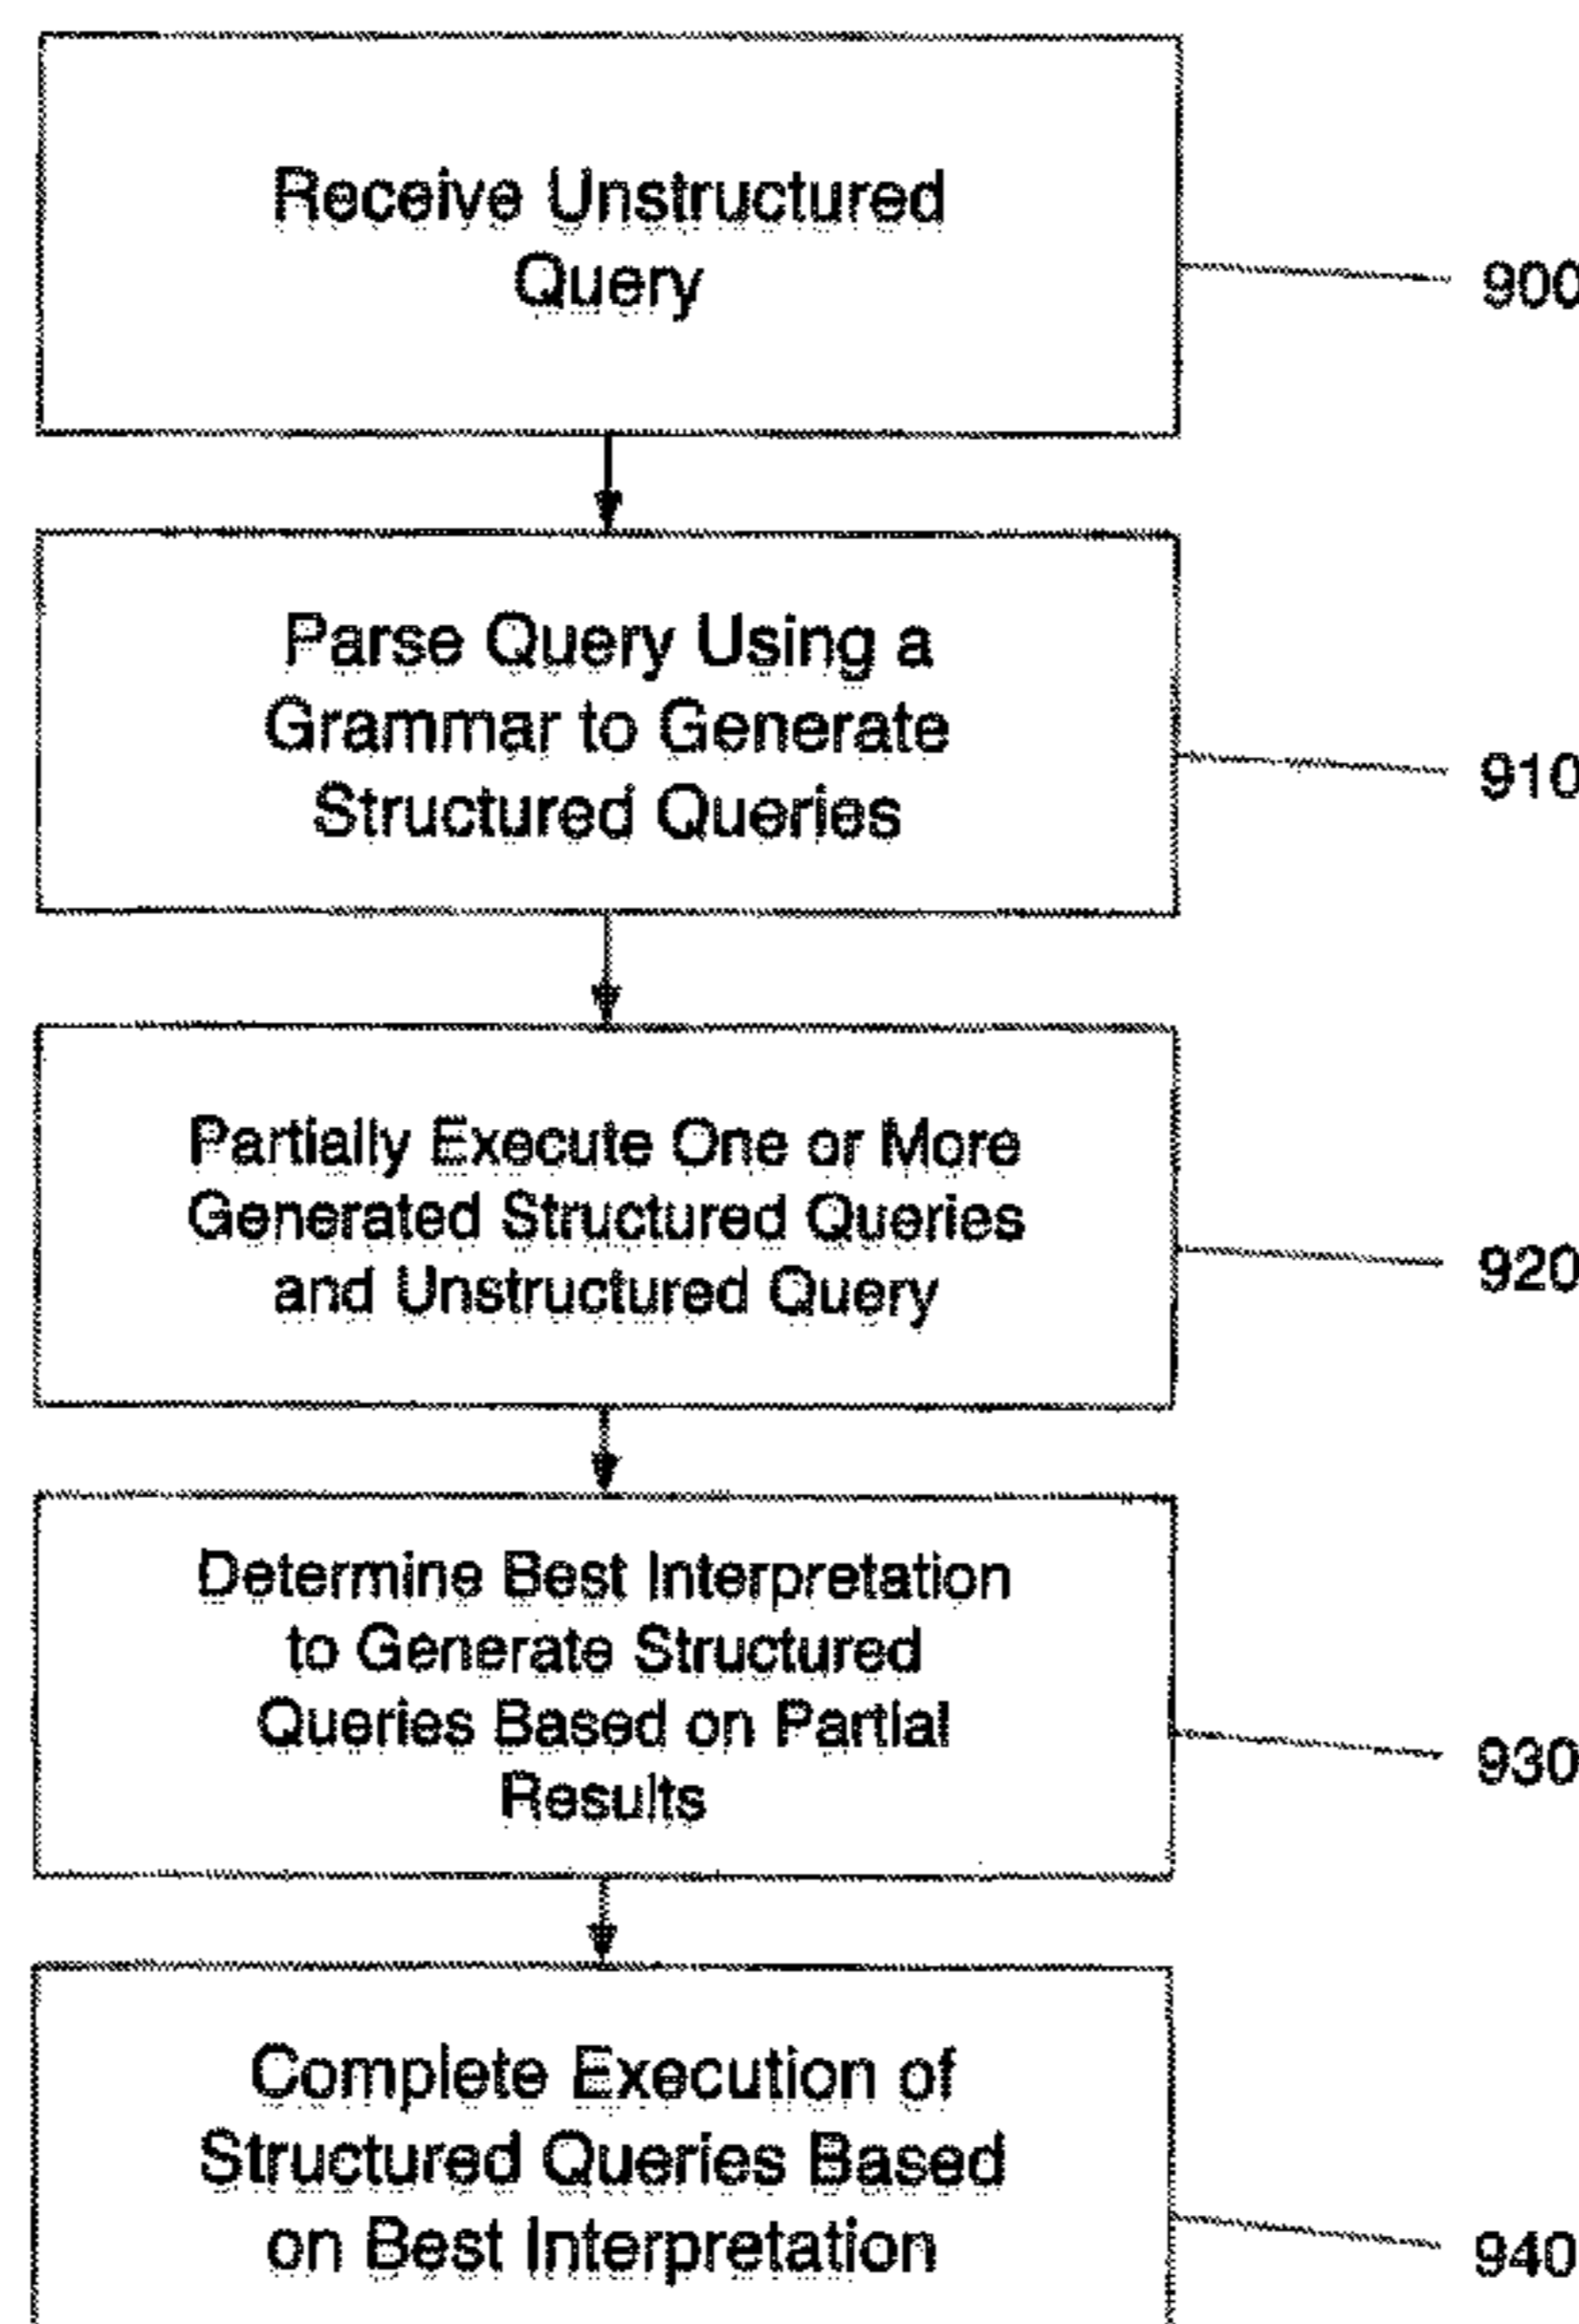 Receive Unstructured
Query
900
Parse Query Using a
Grammar to Generate
Structured Queries
910
Partially Execute One or More
Generated Structured Queries
and Unstructured Query
920
Determine Best Interpretation
to Generate Structured
Queries Based on Partial
Results
930
Complete Execution of
Structured Queries Based
on Best Interpretation
940